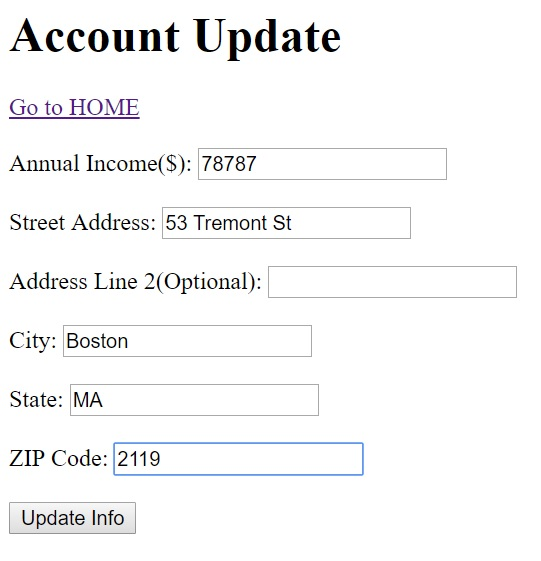 Account Update
Go to HOME
Annual Income($): 78787
Street Address: 53 Tremont St
Address Line 2(Optional):
City: Boston
State: MA
ZIP Code: 2119
Update Info